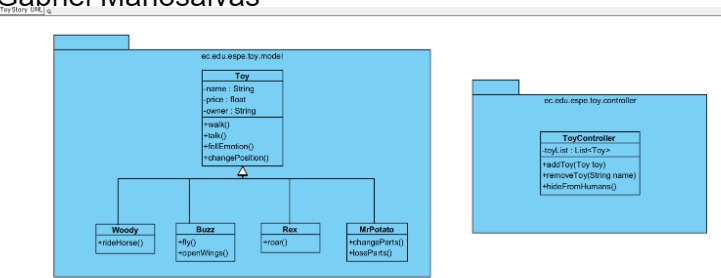 Gabriel Manosalvas
ToyStory UML
ec.edu.espe.toy.model
Toy
-name : String
-price : float
-owner : String
+walk()
+talk()
+fellEmotion()
+changePosition()
Woody
+rideHorse()
Buzz
+fly()
+openWings()
Rex
+roar()
MrPotato
+changeParts()
+loseParts()
ec.edu.espe.toy.controller
ToyController
-toyList : List<Toy>
+addToy(Toy toy)
+removeToy(String name)
+hideFromHumans()